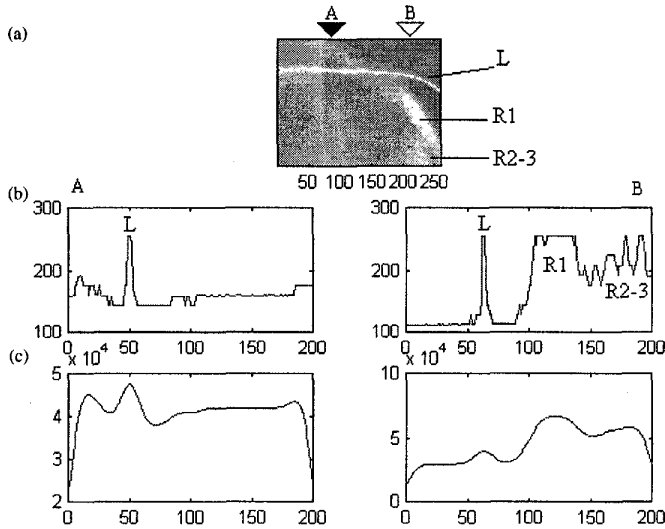 (a)
A B
L
R1
R2-3
50 100 150 200 250
(b) A B
300 200 100
L
0 50 100 150 200
300 200 100
L R1 R2-3
0 50 100 150 200
(c) x 10^4
5 4 3 2
0 50 100 150 200
x 10^4
10 5 0
0 50 100 150 200